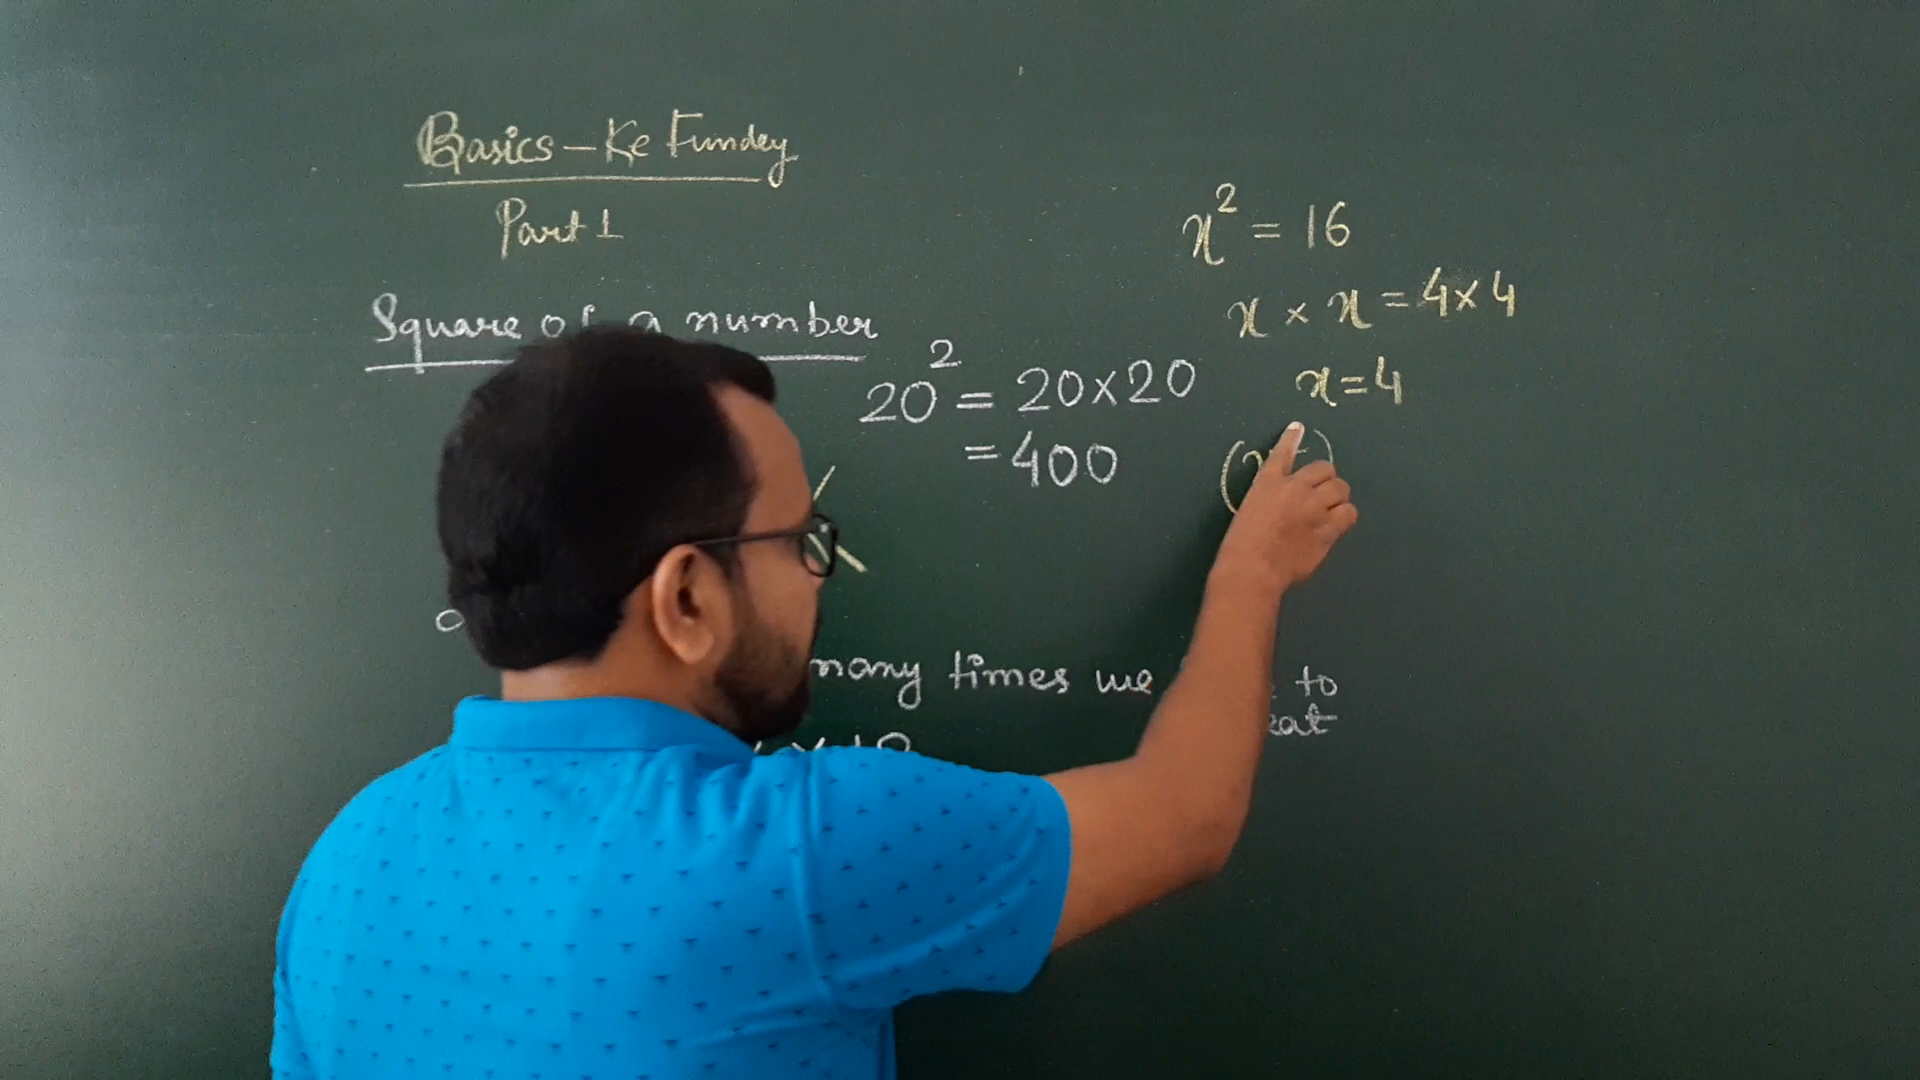 Basics - Ke Fundey
Part 1
Square of a number
20² = 20×20
= 400
x² = 16
x × x = 4×4
x = 4
many times we to